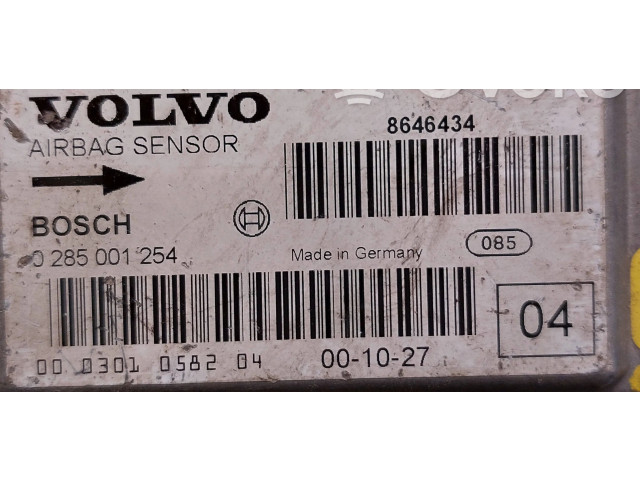 VOLVO
8646434
AIRBAG SENSOR
BOSCH
0 285 001 254
Made in Germany
085
04
00 0301 0582 04
00-10-27